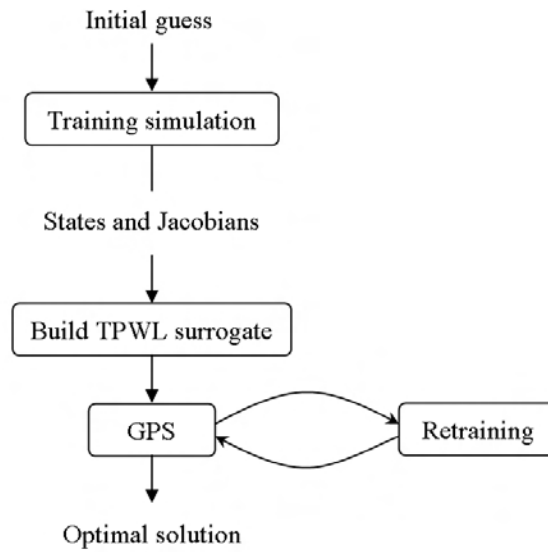 Initial guess
Training simulation
States and Jacobians
Build TPWL surrogate
GPS
Retraining
Optimal solution